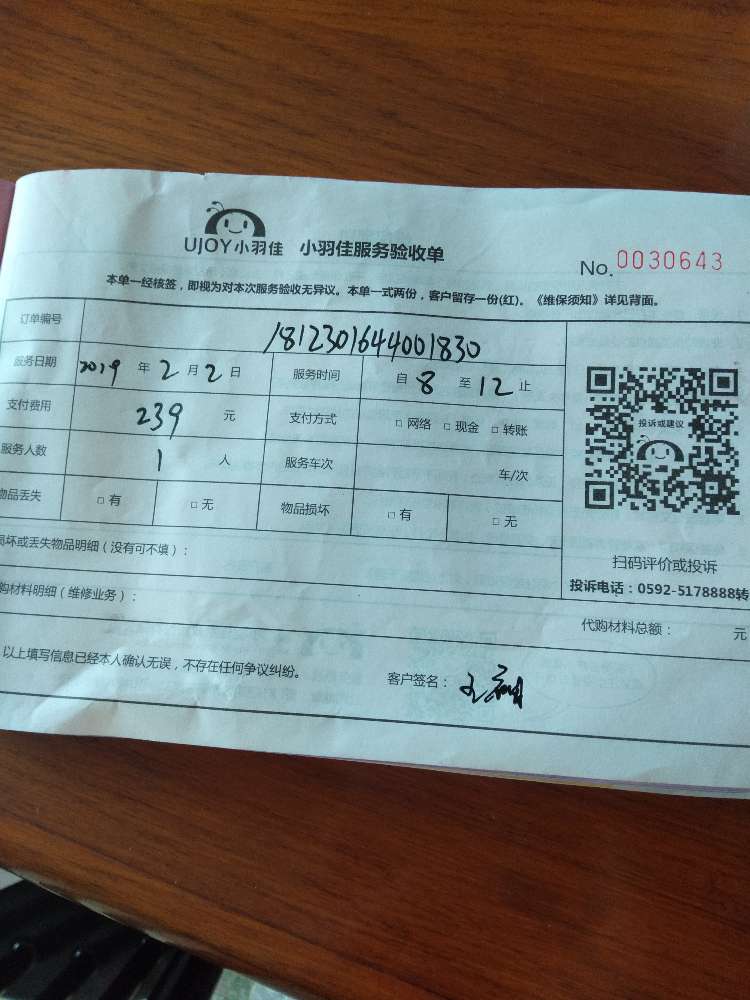 UJOY小羽佳 小羽佳服务验收单
No. 0030643
本单一经核签，即视为对本次服务验收无异议。本单一式两份，客户留存一份(红)。《维保须知》详见背面。
订单编号 1812301644001830
服务日期 2019 年 2 月 2 日 服务时间 自 8 至 12 止
支付费用 239 元 支付方式 □ 网络 □ 现金 □ 转账
服务人数 1 人 服务车次 车/次
物品丢失 □ 有 □ 无 物品损坏 □ 有 □ 无
投诉或建议
扫码评价或投诉
投诉电话：0592-5178888转
损坏或丢失物品明细（没有可不填）：
购材料明细（维修业务）：
代购材料总额： 元
以上填写信息已经本人确认无误，不存在任何争议纠纷。
客户签名：